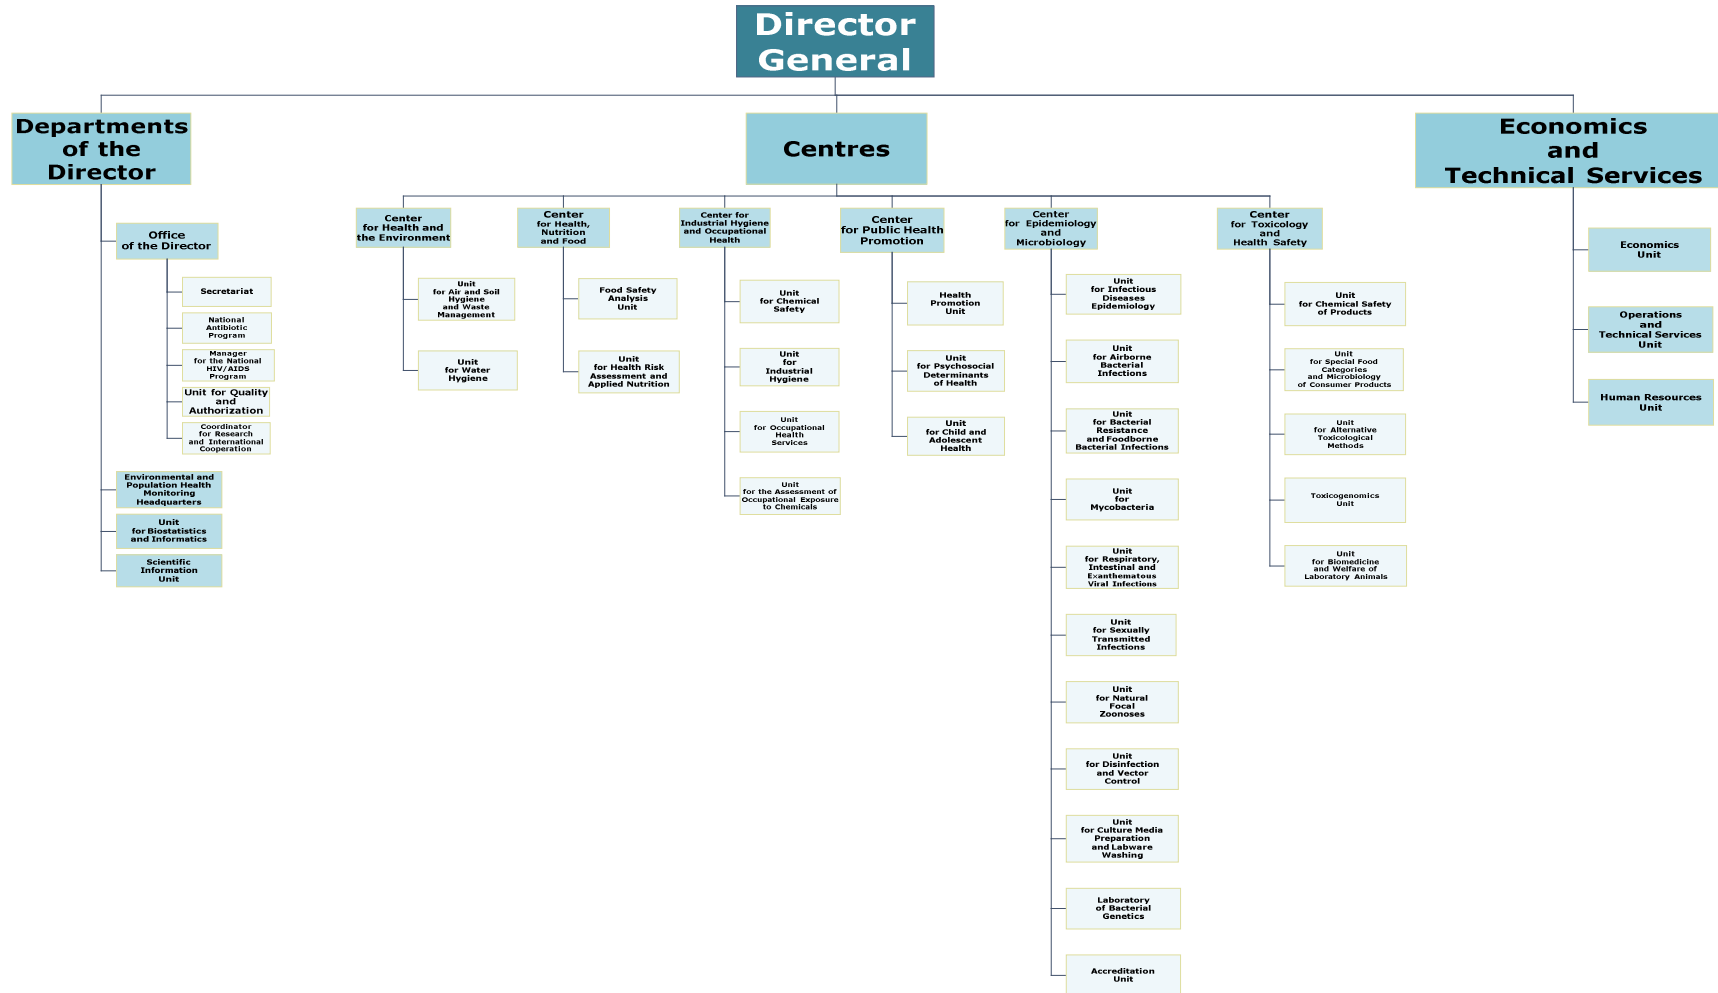 Director
General
Departments
of the
Director
Centres
Economics
and
Technical Services
Office
of the Director
Secretariat
National
Antibiotic
Program
Manager
for the National
HIV/AIDS
Program
Unit for Quality
and
Authorization
Coordinator
for Research
and International
Cooperation
Environmental and
Population Health
Monitoring
Headquarters
Unit
for Biostatistics
and Informatics
Scientific
Information
Unit
Center
for Health and
the Environment
Unit
for Air and Soil
Hygiene
and Waste
Management
Unit
for Water
Hygiene
Center
for Health,
Nutrition
and Food
Food Safety
Analysis
Unit
Unit
for Health Risk
Assessment and
Applied Nutrition
Center for
Industrial Hygiene
and Occupational
Health
Unit
for Chemical
Safety
Unit
for
Industrial
Hygiene
Unit
for Occupational
Health
Services
Unit
for the Assessment of
Occupational Exposure
to Chemicals
Center
for Public Health
Promotion
Health
Promotion
Unit
Unit
for Psychosocial
Determinants
of Health
Unit
for Child and
Adolescent
Health
Center
for Epidemiology
and
Microbiology
Unit
for Infectious
Diseases
Epidemiology
Unit
for Airborne
Bacterial
Infections
Unit
for Bacterial
Resistance
and Foodborne
Bacterial Infections
Unit
for
Mycobacteria
Unit
for Respiratory,
Intestinal and
Exanthematous
Viral Infections
Unit
for Sexually
Transmitted
Infections
Unit
for Natural
Focal
Zoonoses
Unit
for Disinfection
and Vector
Control
Unit
for Culture Media
Preparation
and Labware
Washing
Laboratory
of Bacterial
Genetics
Accreditation
Unit
Center
for Toxicology
and
Health Safety
Unit
for Chemical Safety
of Products
Unit
for Special Food
Categories
and Microbiology
of Consumer Products
Unit
for Alternative
Toxicological
Methods
Toxicogenomics
Unit
Unit
for Biomedicine
and Welfare of
Laboratory Animals
Economics
Unit
Operations
and
Technical Services
Unit
Human Resources
Unit